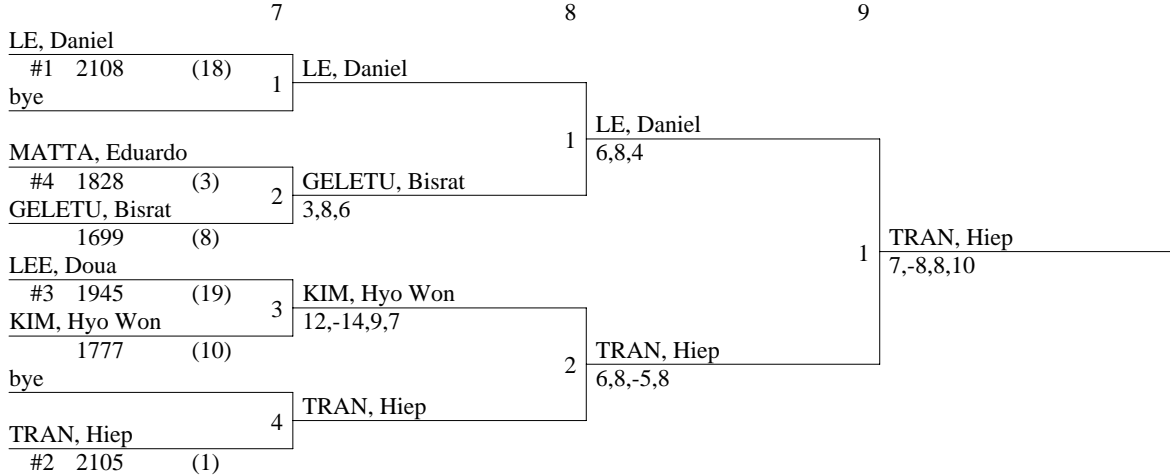 7 8 9
LE, Daniel
#1 2108 (18)
1 LE, Daniel
bye
1 LE, Daniel
6,8,4
MATTA, Eduardo
#4 1828 (3)
2 GELETU, Bisrat
3,8,6
GELETU, Bisrat
1699 (8)
1 TRAN, Hiep
7,-8,8,10
LEE, Doua
#3 1945 (19)
3 KIM, Hyo Won
12,-14,9,7
KIM, Hyo Won
1777 (10)
2 TRAN, Hiep
6,8,-5,8
bye
4 TRAN, Hiep
TRAN, Hiep
#2 2105 (1)